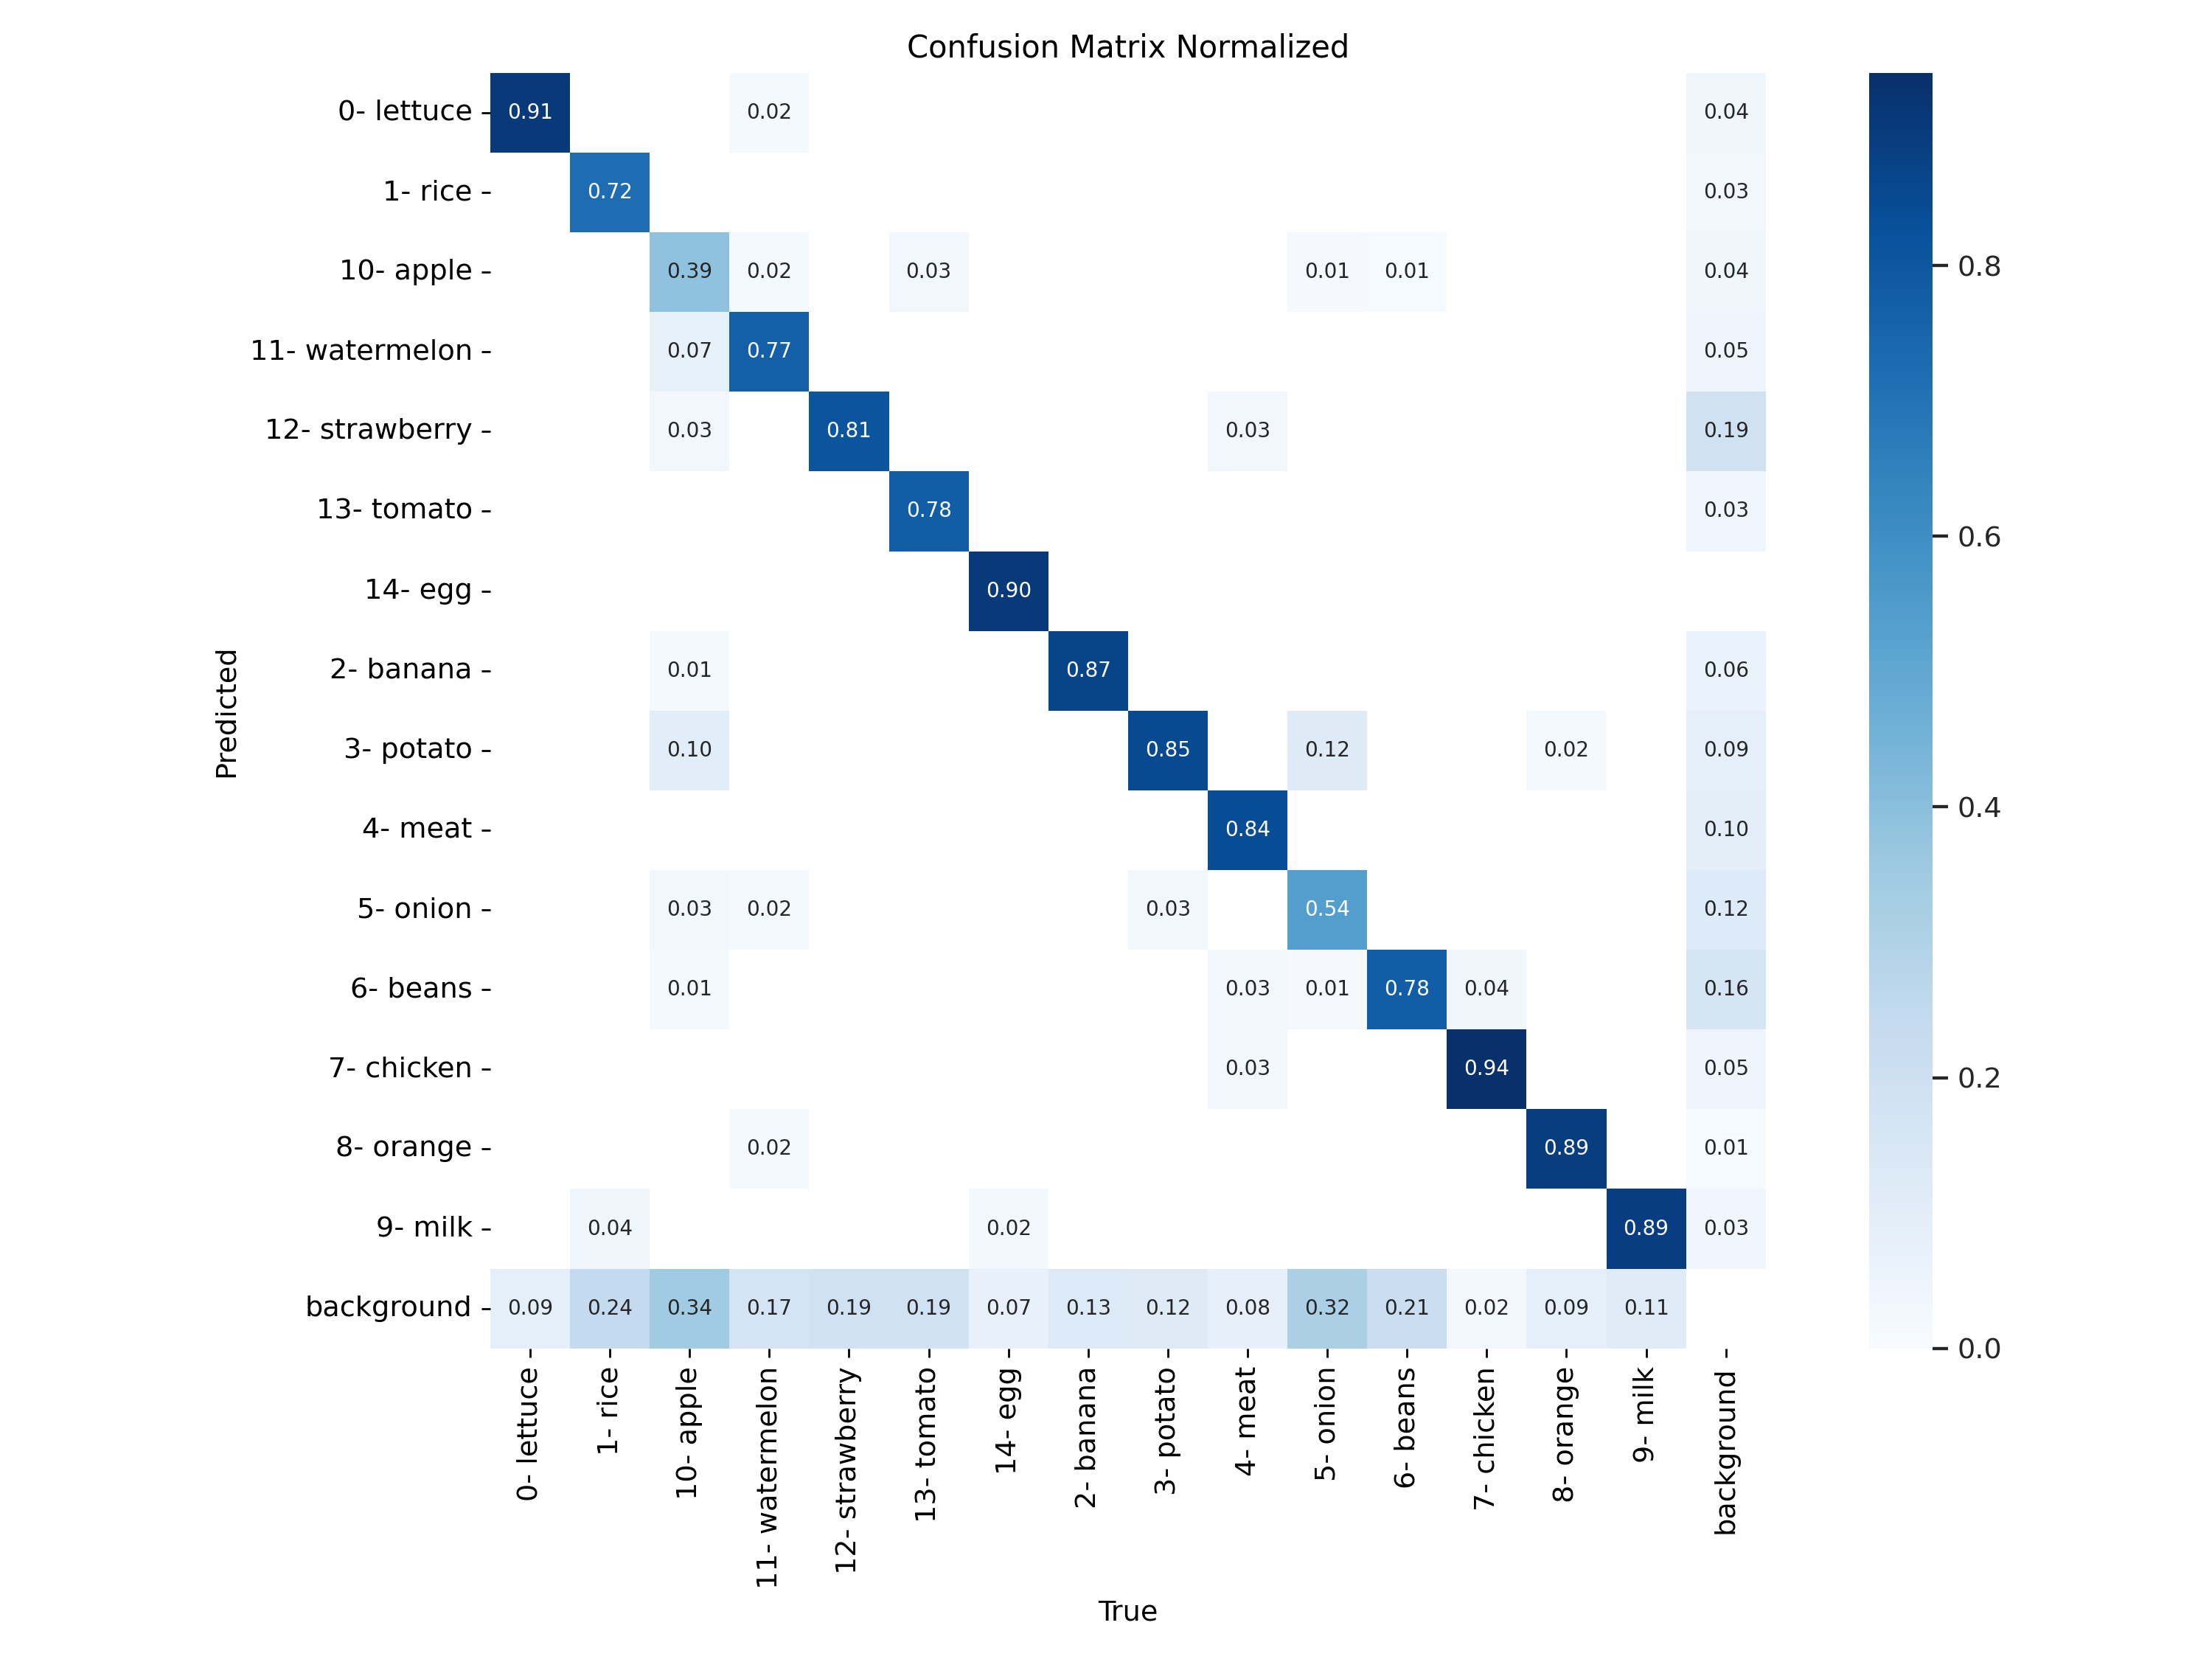 Confusion Matrix Normalized
0- lettuce 0.91 0.02 0.04
1- rice 0.72 0.03
10- apple 0.39 0.02 0.03 0.01 0.01 0.04
0.8
11- watermelon 0.07 0.77 0.05
12- strawberry 0.03 0.81 0.03 0.19
13- tomato 0.78 0.03
0.6
14- egg 0.90
2- banana 0.01 0.87 0.06
Predicted
3- potato 0.10 0.85 0.12 0.02 0.09
0.4
4- meat 0.84 0.10
5- onion 0.03 0.02 0.03 0.54 0.12
6- beans 0.01 0.03 0.01 0.78 0.04 0.16
7- chicken 0.03 0.94 0.05
0.2
8- orange 0.02 0.89 0.01
9- milk 0.04 0.02 0.89 0.03
background 0.09 0.24 0.34 0.17 0.19 0.19 0.07 0.13 0.12 0.08 0.32 0.21 0.02 0.09 0.11
0.0
0- lettuce
1- rice
10- apple
11- watermelon
12- strawberry
13- tomato
14- egg
2- banana
3- potato
4- meat
5- onion
6- beans
7- chicken
8- orange
9- milk
background
True